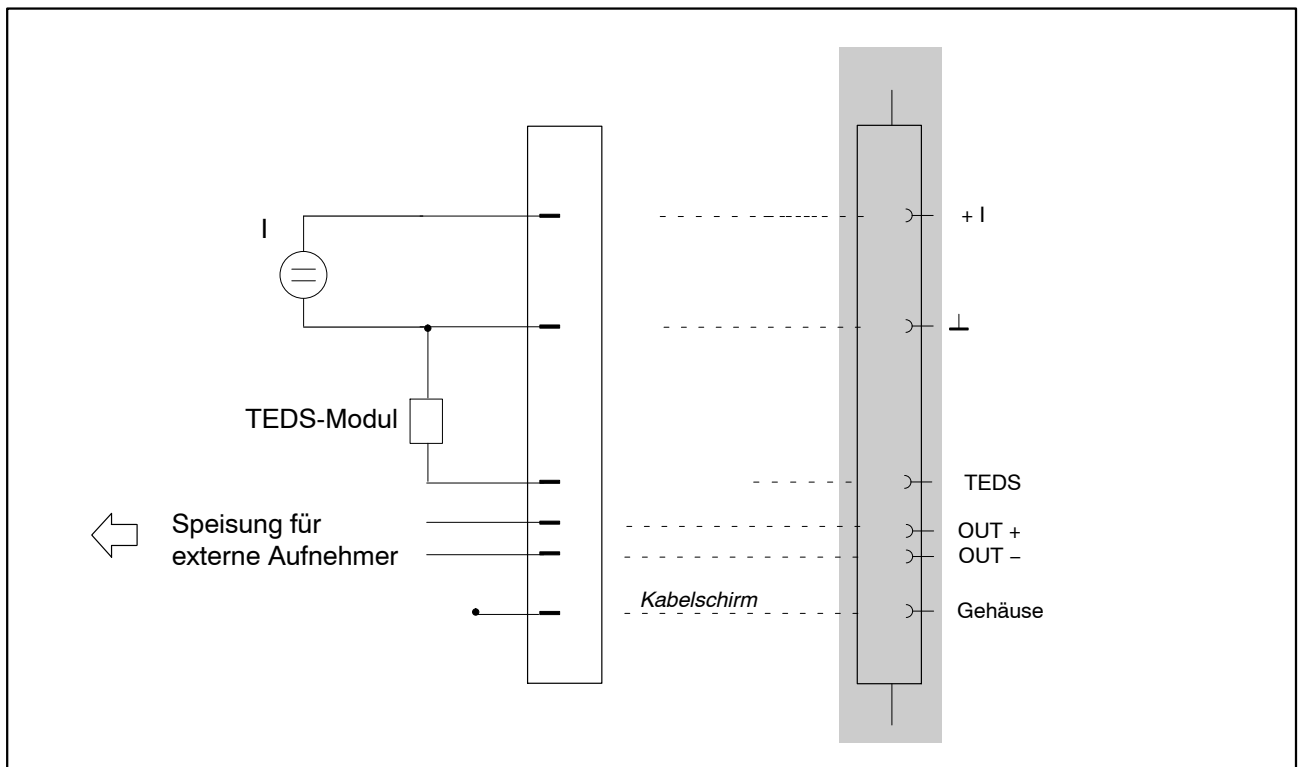 I
+ I
⊥
TEDS-Modul
TEDS
Speisung für
externe Aufnehmer
OUT +
OUT −
Kabelschirm
Gehäuse